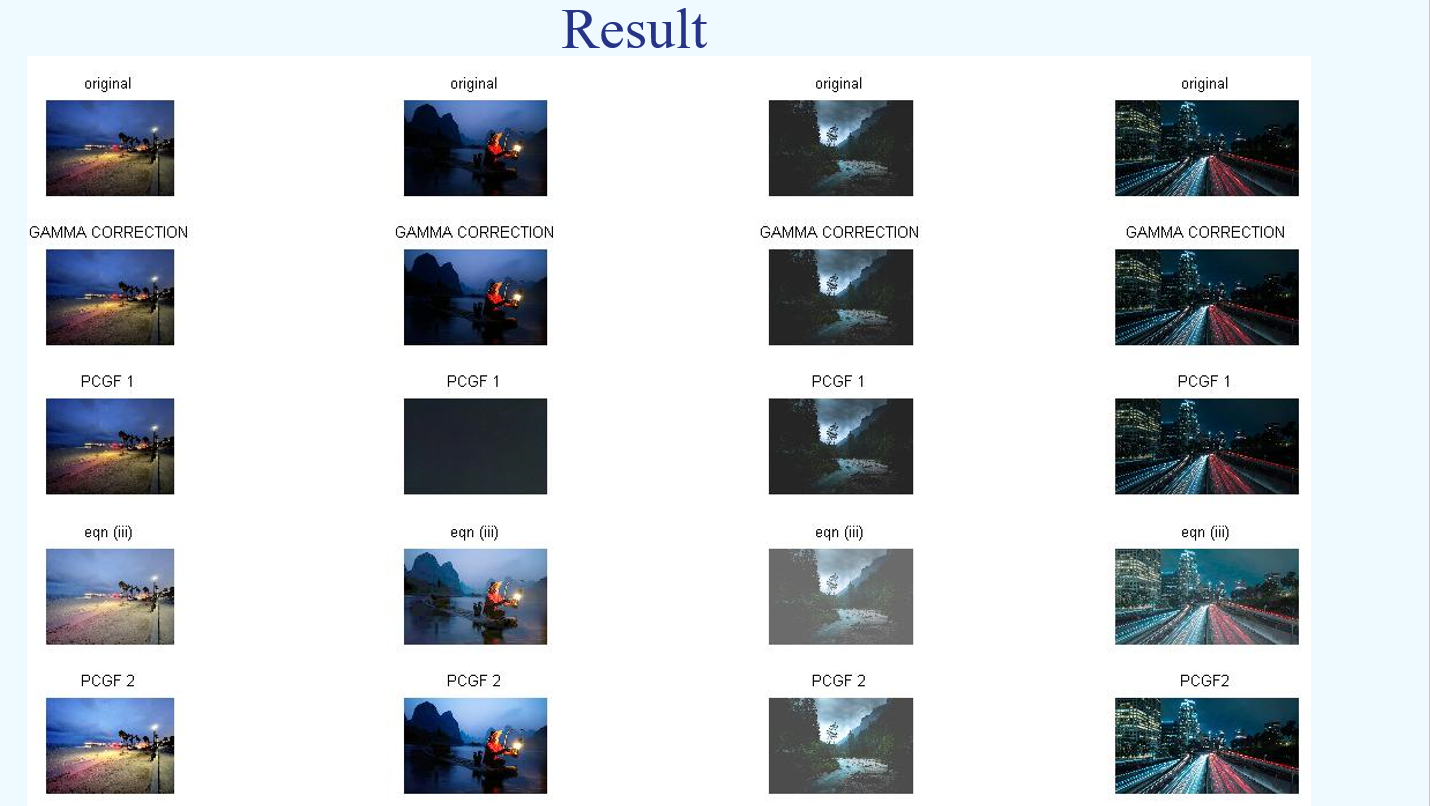 Result
original original original original
GAMMA CORRECTION GAMMA CORRECTION GAMMA CORRECTION GAMMA CORRECTION
PCGF 1 PCGF 1 PCGF 1 PCGF 1
eqn (iii) eqn (iii) eqn (iii) eqn (iii)
PCGF 2 PCGF 2 PCGF 2 PCGF2